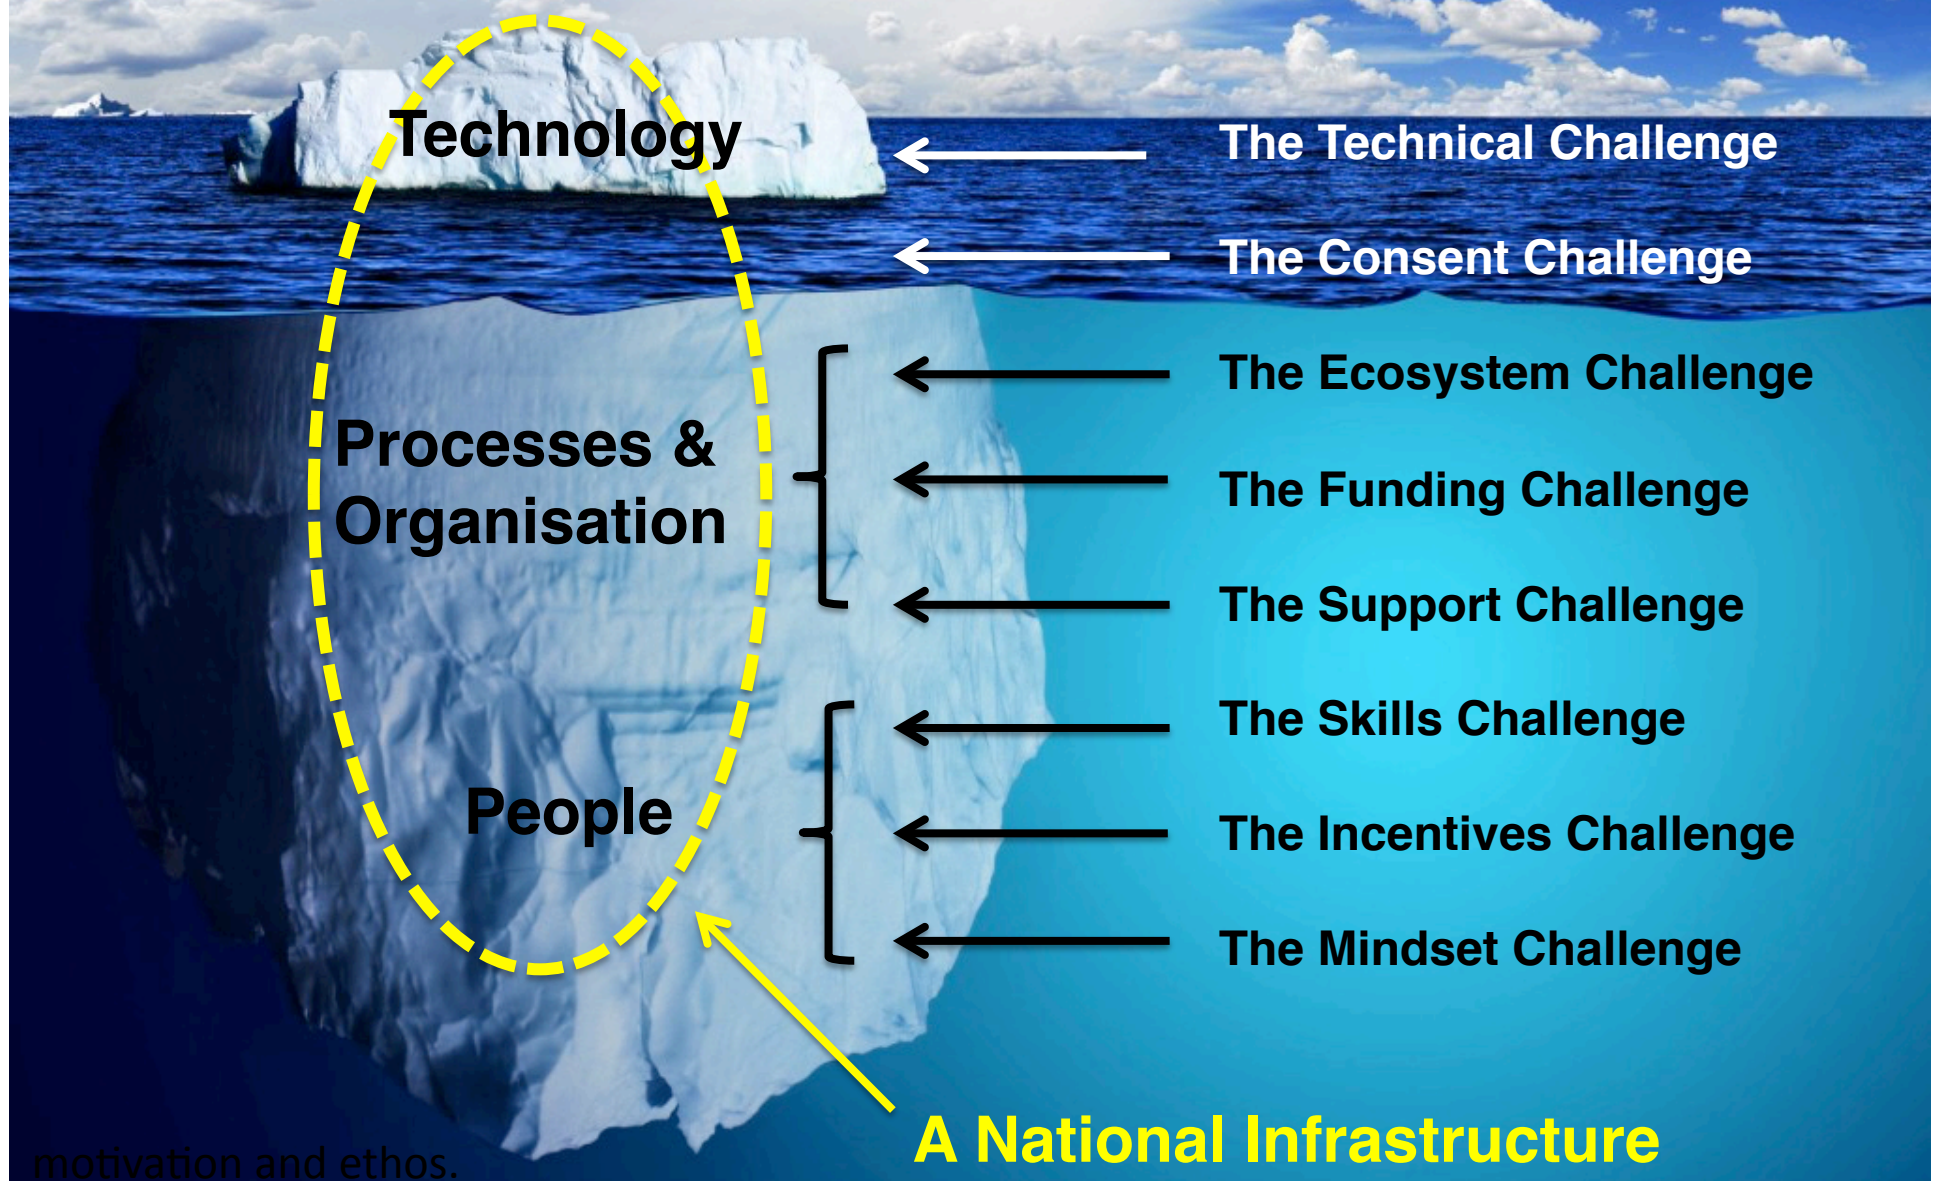 Technology
The Technical Challenge
The Consent Challenge
The Ecosystem Challenge
Processes &
Organisation
The Funding Challenge
The Support Challenge
The Skills Challenge
People
The Incentives Challenge
The Mindset Challenge
A National Infrastructure
motivation and ethos.